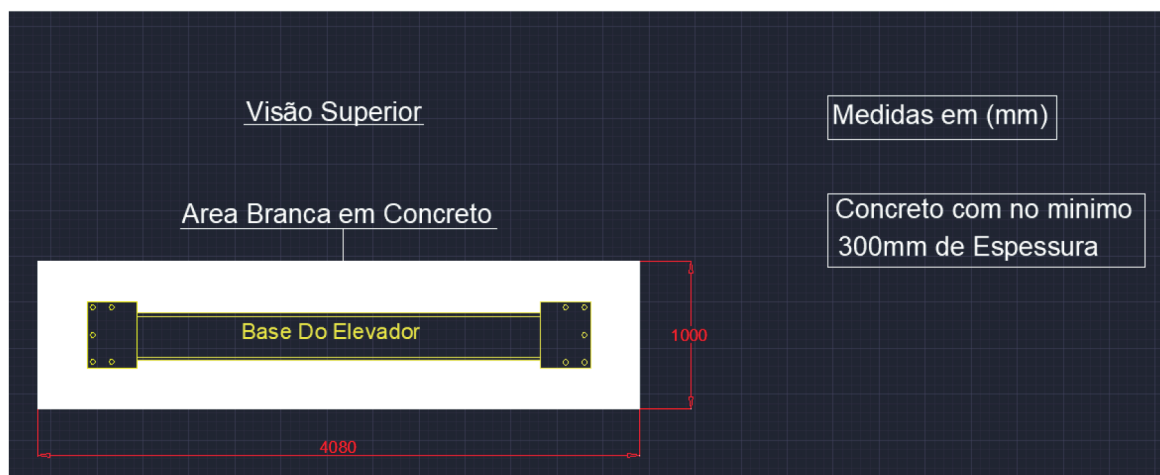 Visão Superior
Medidas em (mm)
Area Branca em Concreto
Concreto com no minimo
300mm de Espessura
Base Do Elevador
1000
4080